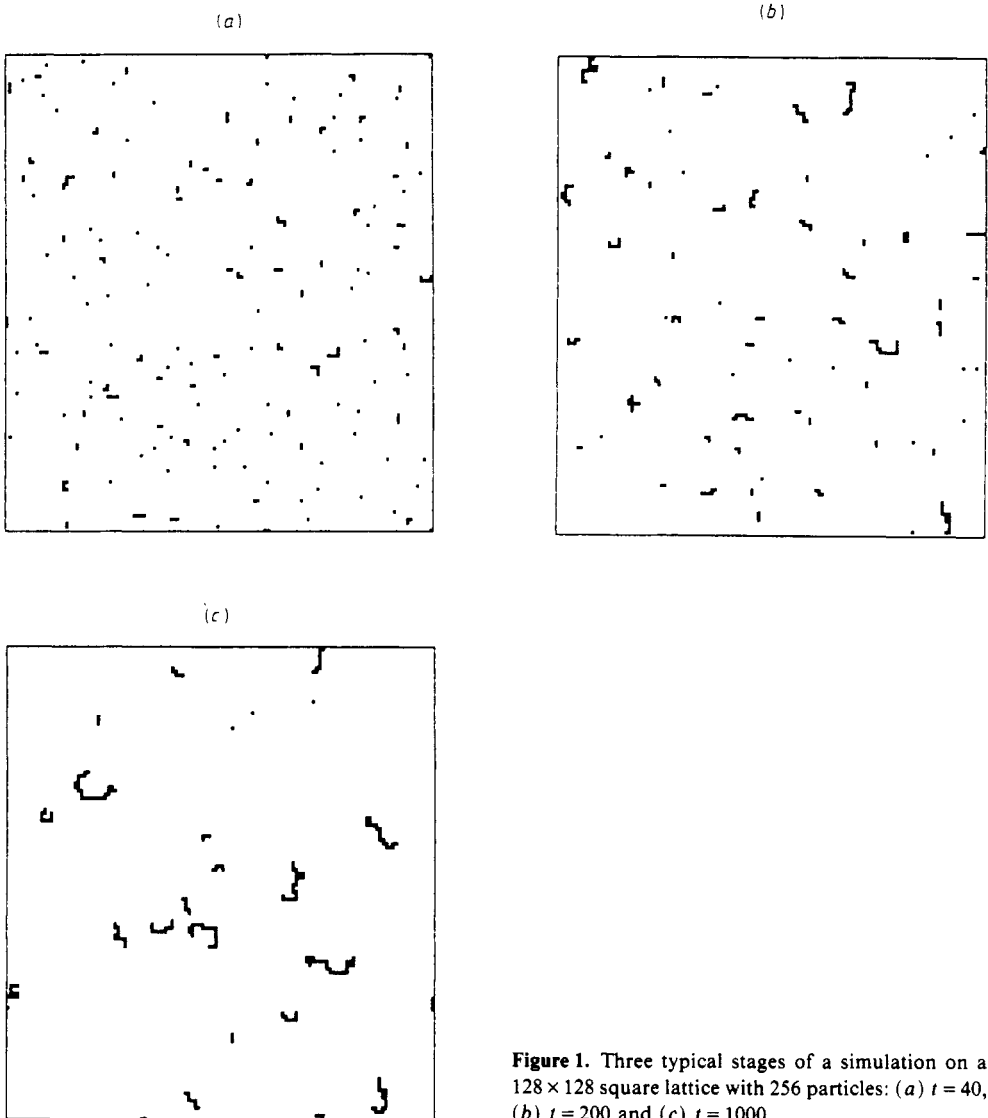 (a)
(b)
(c)
Figure 1. Three typical stages of a simulation on a
128 × 128 square lattice with 256 particles: (a) t = 40,
(b) t = 200 and (c) t = 1000